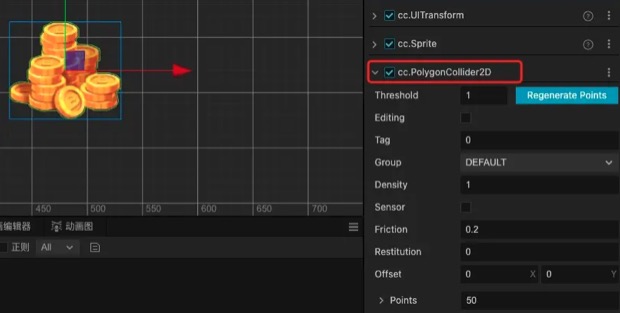 cc.UITransform
cc.Sprite
cc.PolygonCollider2D
Threshold 1 Regenerate Points
Editing
Tag 0
Group DEFAULT
Density 1
Sensor
Friction 0.2
Restitution 0
Offset 0 X 0 Y
Points 50
450 500 550 600 650 700
编辑器 动画图
正则 All